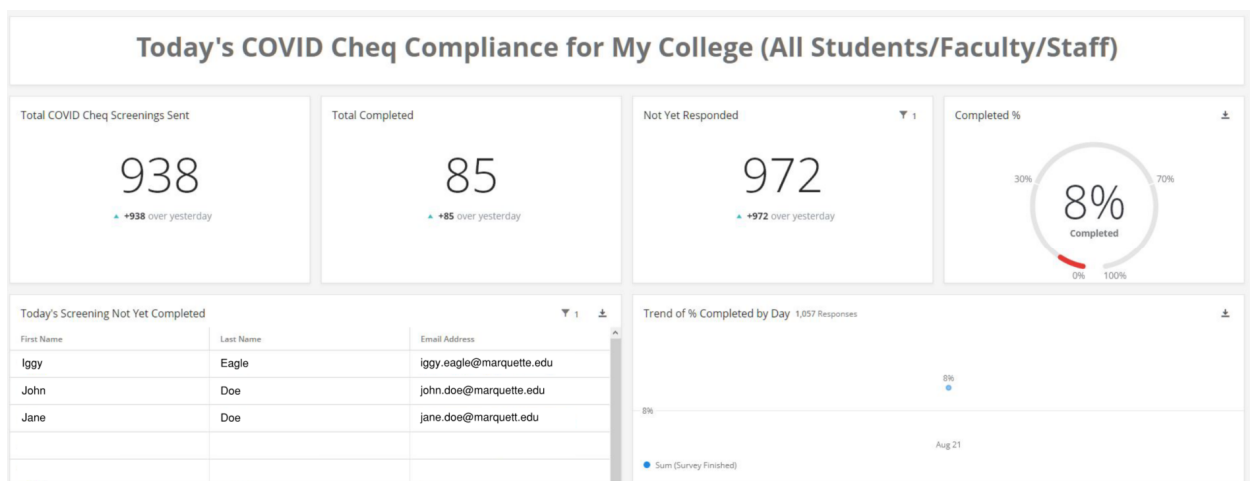 Today's COVID Cheq Compliance for My College (All Students/Faculty/Staff)
Total COVID Cheq Screenings Sent
938
+938 over yesterday
Total Completed
85
+85 over yesterday
Not Yet Responded
1
972
+972 over yesterday
Completed %
30%
70%
8%
Completed
0%
100%
Today's Screening Not Yet Completed
1
First Name Last Name Email Address
Iggy Eagle iggy.eagle@marquette.edu
John Doe john.doe@marquette.edu
Jane Doe jane.doe@marquett.edu
Trend of % Completed by Day 1,057 Responses
8%
8%
Aug 21
Sum (Survey Finished)